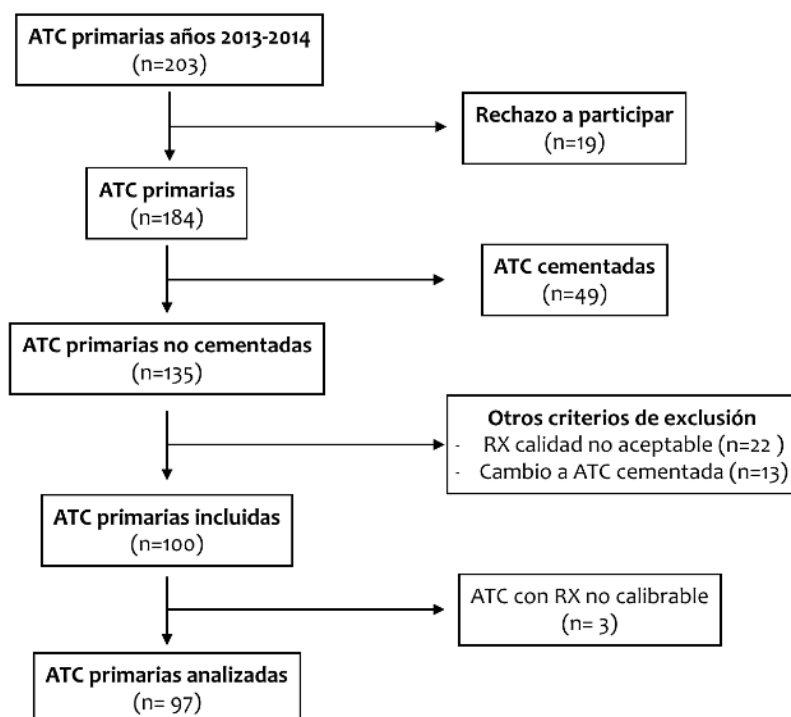 ATC primarias años 2013-2014
(n=203)
Rechazo a participar
(n=19)
ATC primarias
(n=184)
ATC cementadas
(n=49)
ATC primarias no cementadas
(n=135)
Otros criterios de exclusión
- RX calidad no aceptable (n=22 )
- Cambio a ATC cementada (n=13)
ATC primarias incluidas
(n=100)
ATC con RX no calibrable
(n= 3)
ATC primarias analizadas
(n= 97)